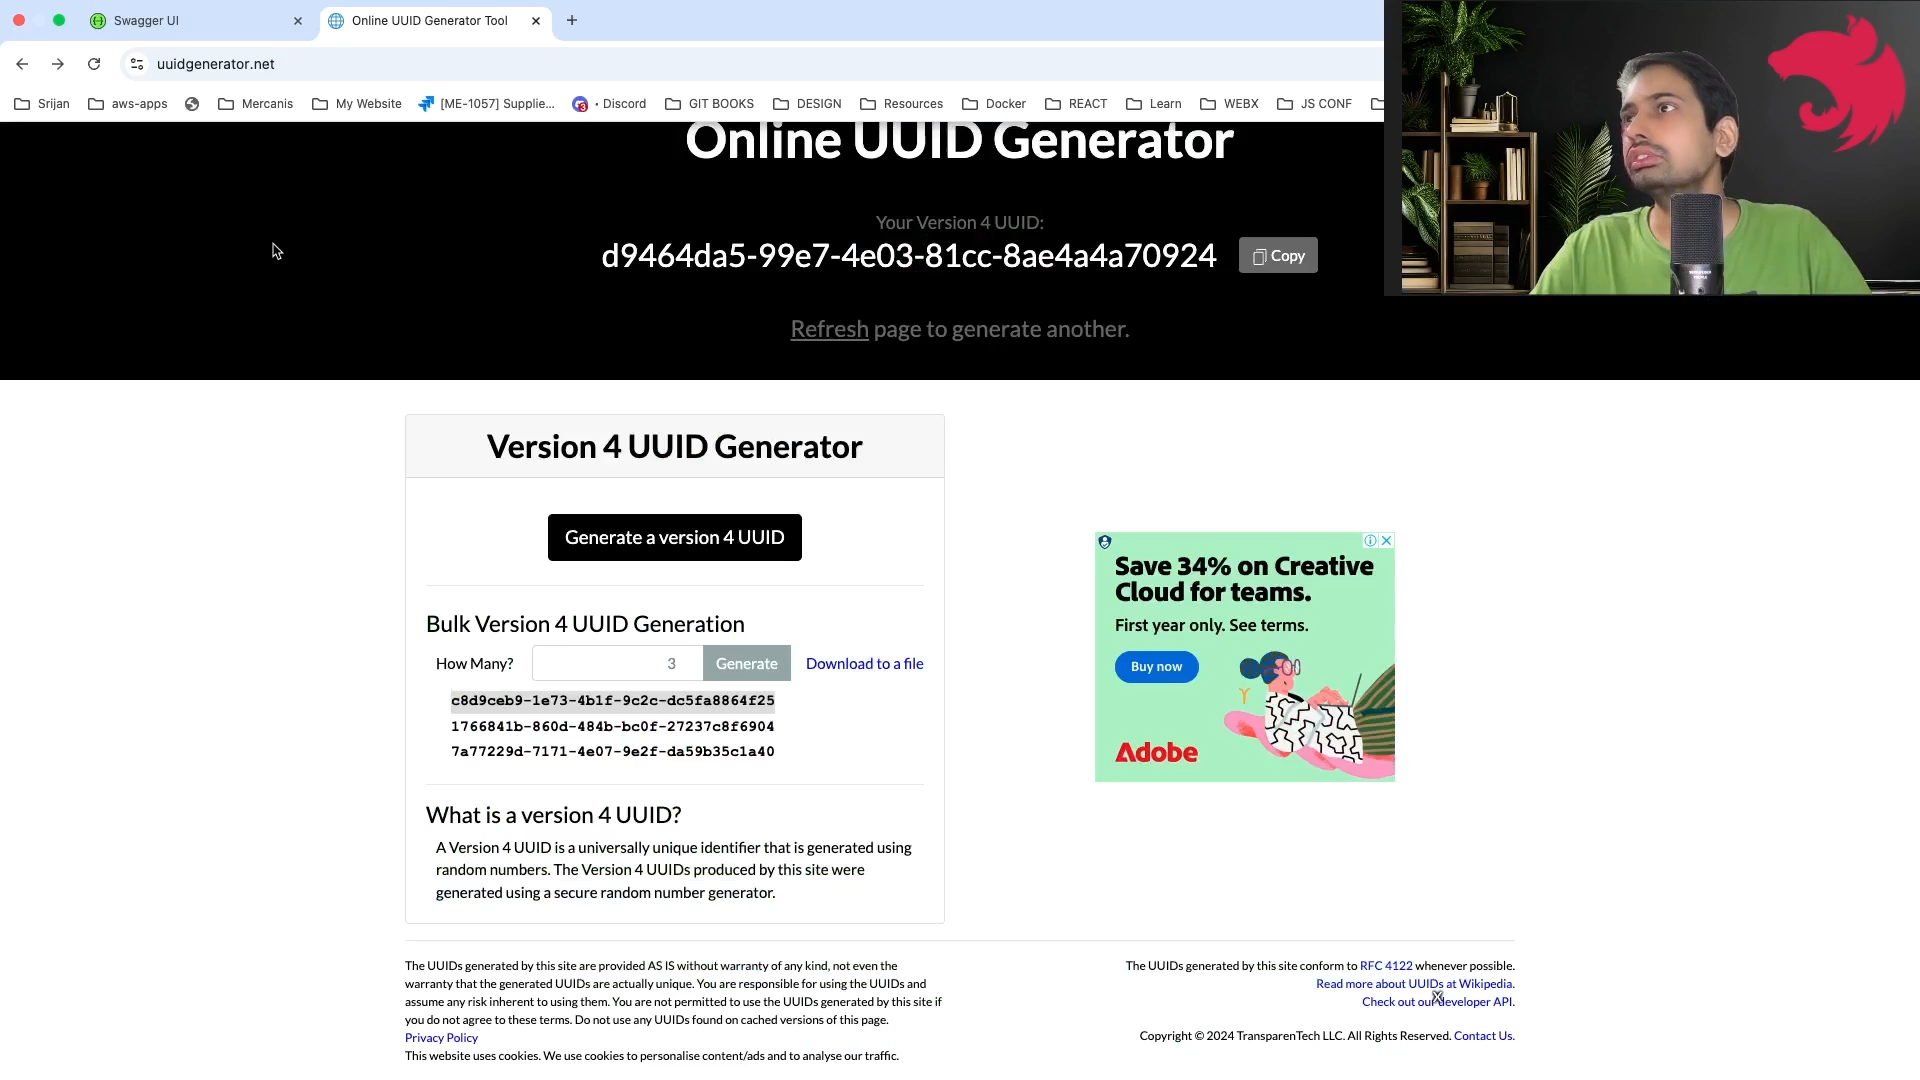 Swagger UI
Online UUID Generator Tool
uuidgenerator.net
Srijan
aws-apps
Mercanis
My Website
[ME-1057] Supplie...
3
• Discord
GIT BOOKS
DESIGN
Resources
Docker
REACT
Learn
WEBX
JS CONF
Online UUID Generator
Your Version 4 UUID:
d9464da5-99e7-4e03-81cc-8ae4a4a70924
Copy
Refresh page to generate another.
Version 4 UUID Generator
Generate a version 4 UUID
Bulk Version 4 UUID Generation
How Many?
3
Generate
Download to a file
c8d9ceb9-1e73-4b1f-9c2c-dc5fa8864f25
1766841b-860d-484b-bc0f-27237c8f6904
7a77229d-7171-4e07-9e2f-da59b35c1a40
What is a version 4 UUID?
A Version 4 UUID is a universally unique identifier that is generated using
random numbers. The Version 4 UUIDs produced by this site were
generated using a secure random number generator.
Save 34% on Creative
Cloud for teams.
First year only. See terms.
Buy now
Adobe
The UUIDs generated by this site are provided AS IS without warranty of any kind, not even the
warranty that the generated UUIDs are actually unique. You are responsible for using the UUIDs and
assume any risk inherent to using them. You are not permitted to use the UUIDs generated by this site if
you do not agree to these terms. Do not use any UUIDs found on cached versions of this page.
Privacy Policy
This website uses cookies. We use cookies to personalise content/ads and to analyse our traffic.
The UUIDs generated by this site conform to RFC 4122 whenever possible.
Read more about UUIDs at Wikipedia.
Check out our developer API.
Copyright © 2024 TransparenTech LLC. All Rights Reserved. Contact Us.